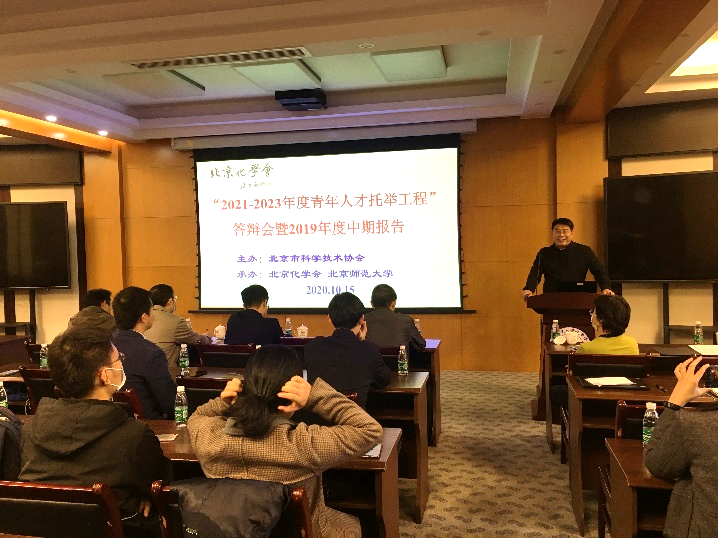 北京化學會
“2021-2023年度青年人才托举工程”
答辩会暨2019年度中期报告
主办：北京市科学技术协会
承办：北京化学会 北京师范大学
2020.10.15